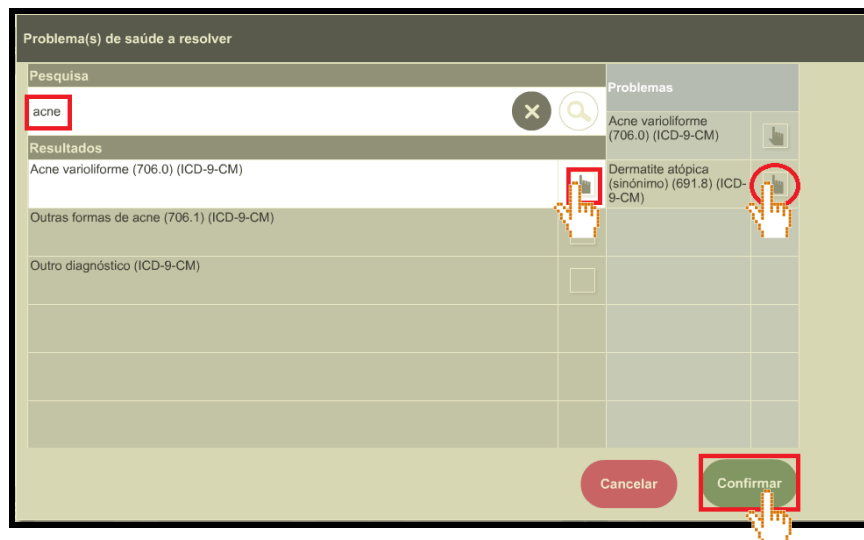 Problema(s) de saúde a resolver
Pesquisa
acne
Resultados
Acne varioliforme (706.0) (ICD-9-CM)
Outras formas de acne (706.1) (ICD-9-CM)
Outro diagnóstico (ICD-9-CM)
Problemas
Acne varioliforme
(706.0) (ICD-9-CM)
Dermatite atópica
(sinónimo) (691.8) (ICD-
9-CM)
Cancelar
Confirmar